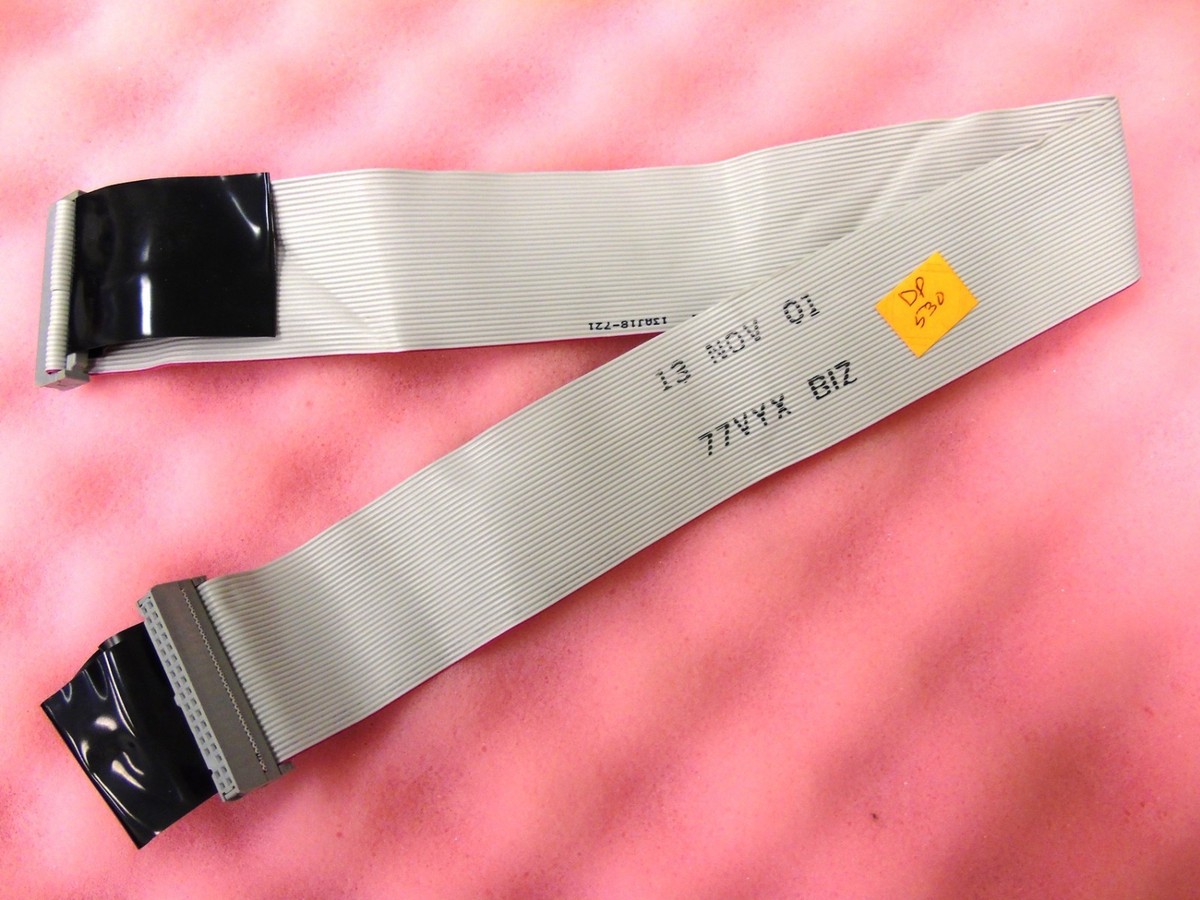 13 NOV 01
77VYX BIZ
DP
530